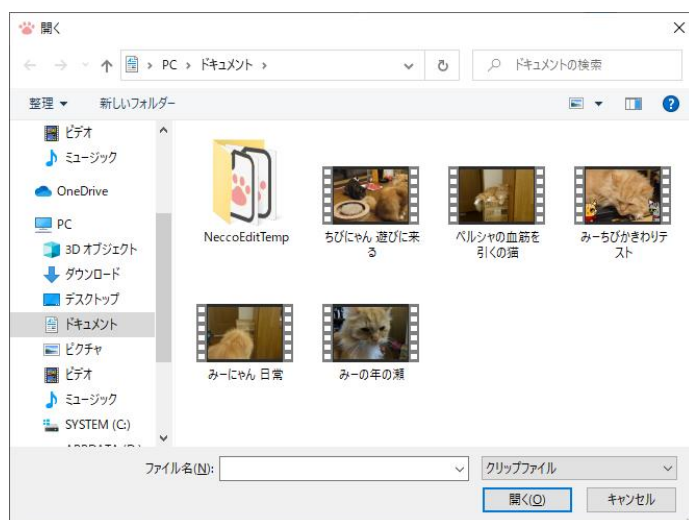 開く
PC › ドキュメント ›
ドキュメントの検索
整理
新しいフォルダー
ビデオ
ミュージック
OneDrive
PC
3D オブジェクト
ダウンロード
デスクトップ
ドキュメント
ピクチャ
ビデオ
ミュージック
SYSTEM (C:)
NeccoEditTemp
ちびにゃん 遊びに来
る
ペルシャの血筋を
引くの猫
みーちびかきわりテ
スト
みーにゃん 日常
みーの年の瀬
ファイル名(N):
クリップファイル
開く(O)
キャンセル